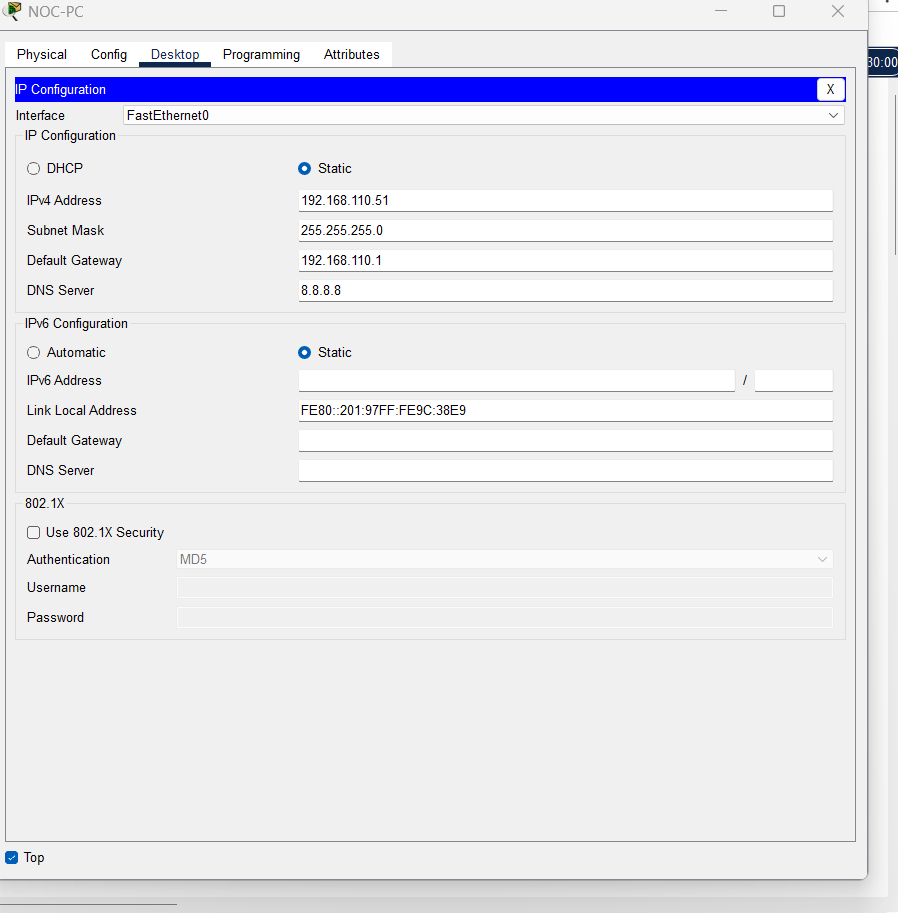 NOC-PC
Physical Config Desktop Programming Attributes
30:00
IP Configuration X
Interface FastEthernet0
IP Configuration
DHCP Static
IPv4 Address 192.168.110.51
Subnet Mask 255.255.255.0
Default Gateway 192.168.110.1
DNS Server 8.8.8.8
IPv6 Configuration
Automatic Static
IPv6 Address /
Link Local Address FE80::201:97FF:FE9C:38E9
Default Gateway
DNS Server
802.1X
Use 802.1X Security
Authentication MD5
Username
Password
Top